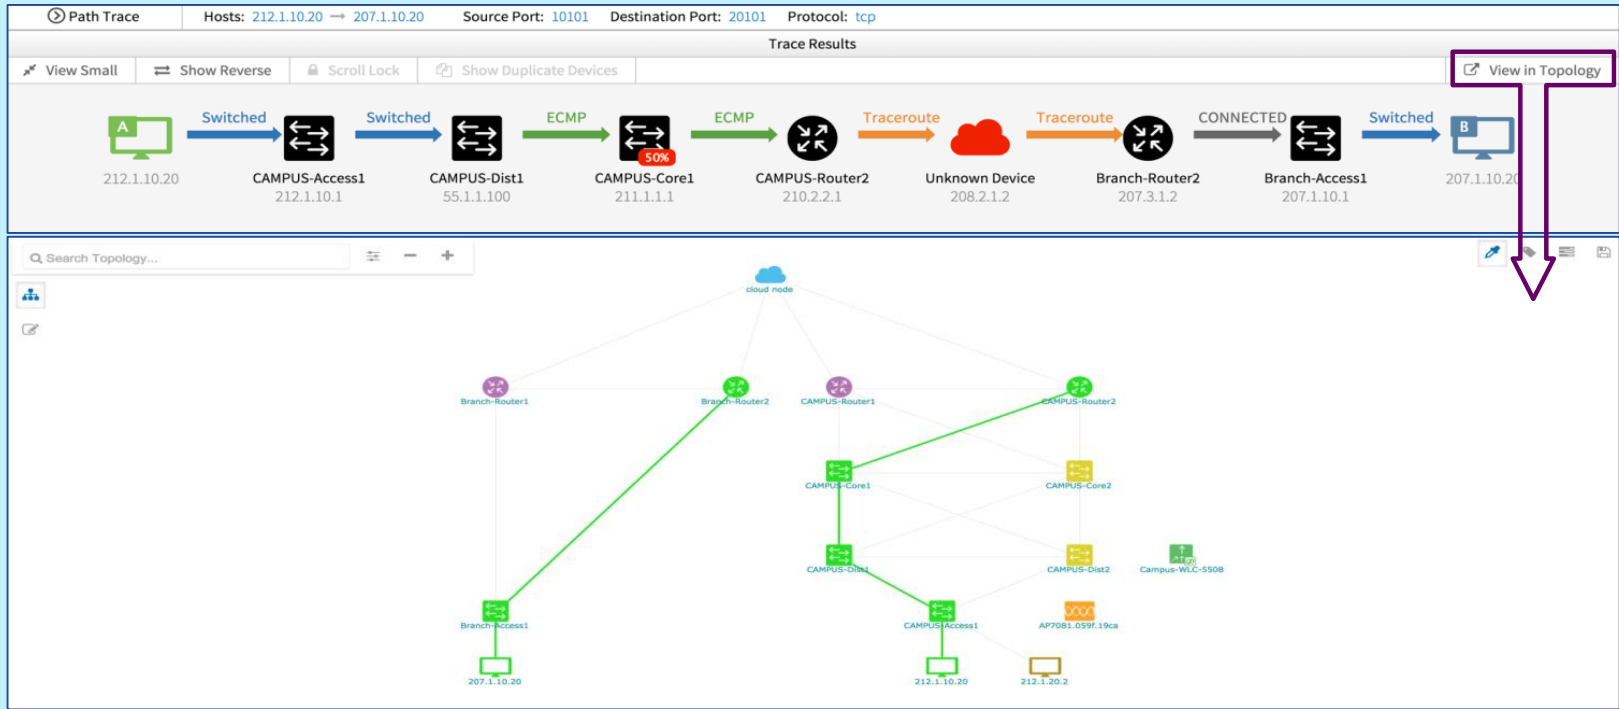 Path Trace Hosts: 212.1.10.20 → 207.1.10.20 Source Port: 10101 Destination Port: 20101 Protocol: tcp
Trace Results
View Small Show Reverse Scroll Lock Show Duplicate Devices View in Topology
Switched Switched ECMP ECMP Traceroute Traceroute CONNECTED Switched
A B
50%
212.1.10.20 CAMPUS-Access1 CAMPUS-Dist1 CAMPUS-Core1 CAMPUS-Router2 Unknown Device Branch-Router2 Branch-Access1 207.1.10.20
212.1.10.1 55.1.1.100 211.1.1.1 210.2.2.1 208.2.1.2 207.3.1.2 207.1.10.1
Search Topology...
cloud node
Branch-Router1 Branch-Router2 CAMPUS-Router1 CAMPUS-Router2
CAMPUS-Core1 CAMPUS-Core2
CAMPUS-Dist1 CAMPUS-Dist2 Campus-WLC-5508
Branch-Access1 CAMPUS-Access1 AP7081.059f.19ca
207.1.10.20 212.1.10.20 212.1.20.2